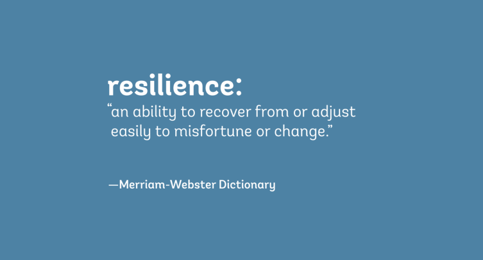 resilience:
“an ability to recover from or adjust
easily to misfortune or change.”
—Merriam-Webster Dictionary